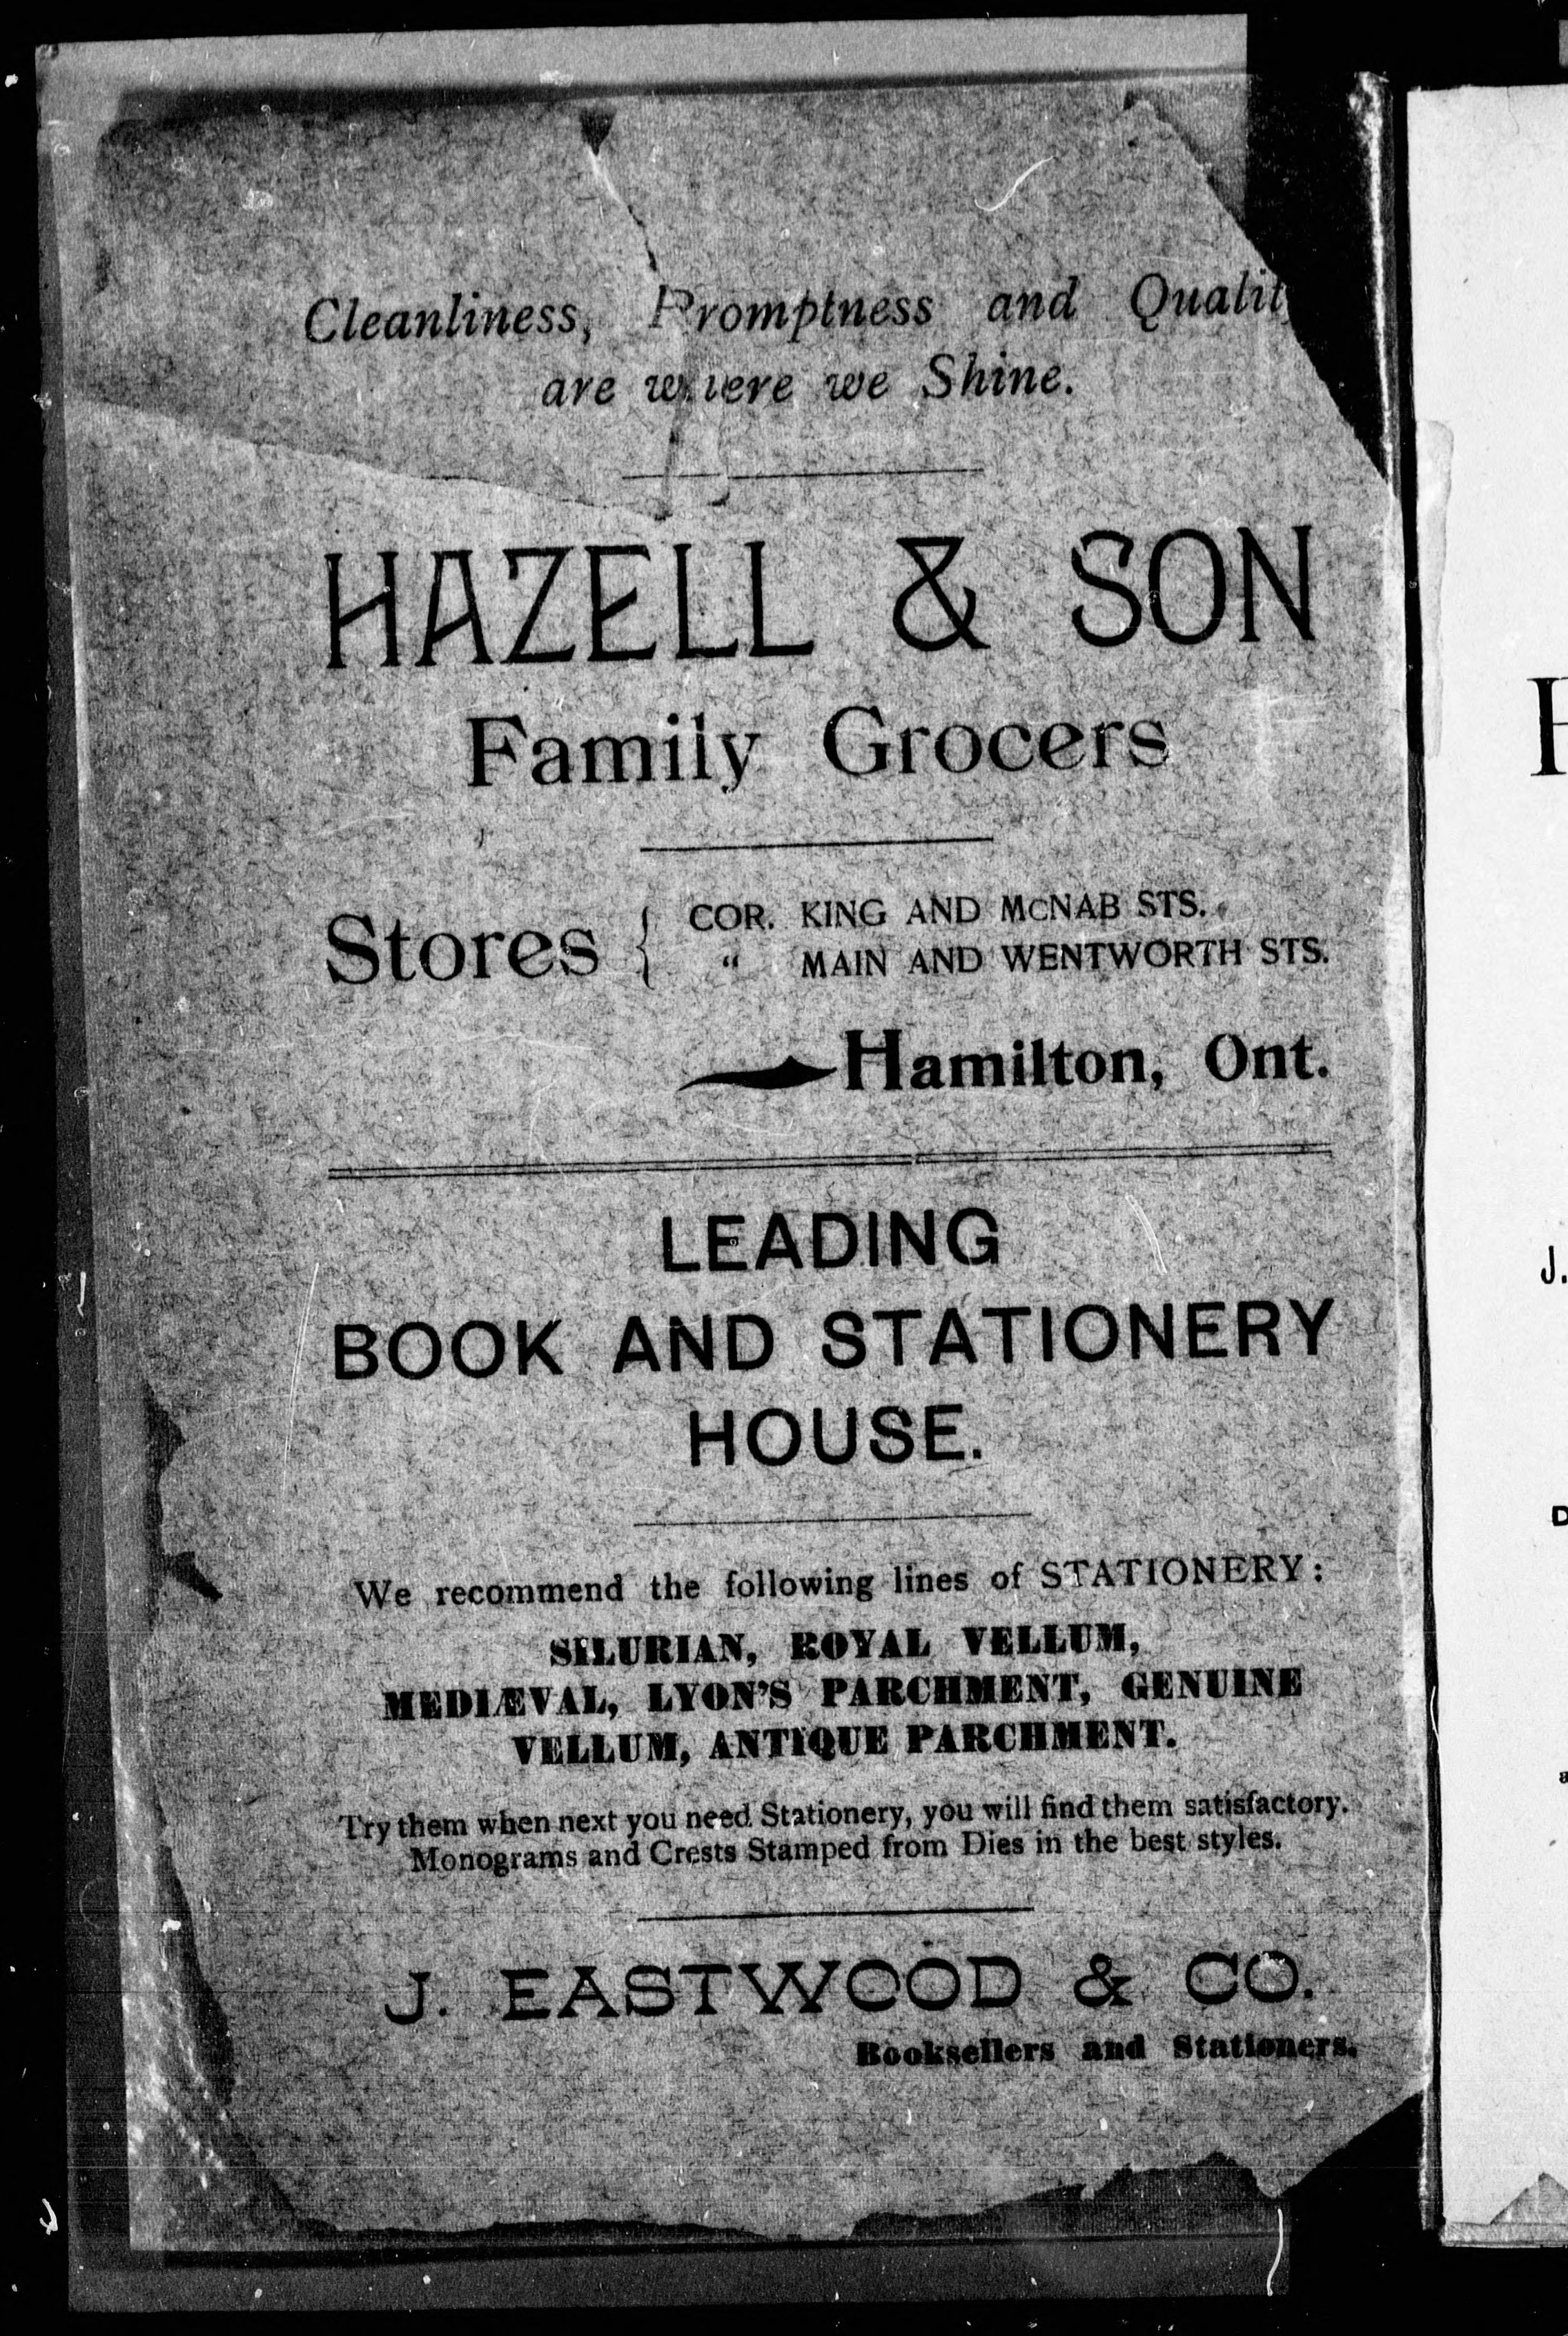 Cleanliness, Promptness and Qualit
are where we Shine.
HAZELL & SON
Family Grocers
Stores { COR. KING AND McNAB STS.
" MAIN AND WENTWORTH STS.
Hamilton, Ont.
LEADING
BOOK AND STATIONERY
HOUSE.
We recommend the following lines of STATIONERY:
SILURIAN, ROYAL VELLUM,
MEDIÆVAL, LYON'S PARCHMENT, GENUINE
VELLUM, ANTIQUE PARCHMENT.
Try them when next you need Stationery, you will find them satisfactory.
Monograms and Crests Stamped from Dies in the best styles.
J. EASTWOOD & CO.
Booksellers and Stationers.
J.
D